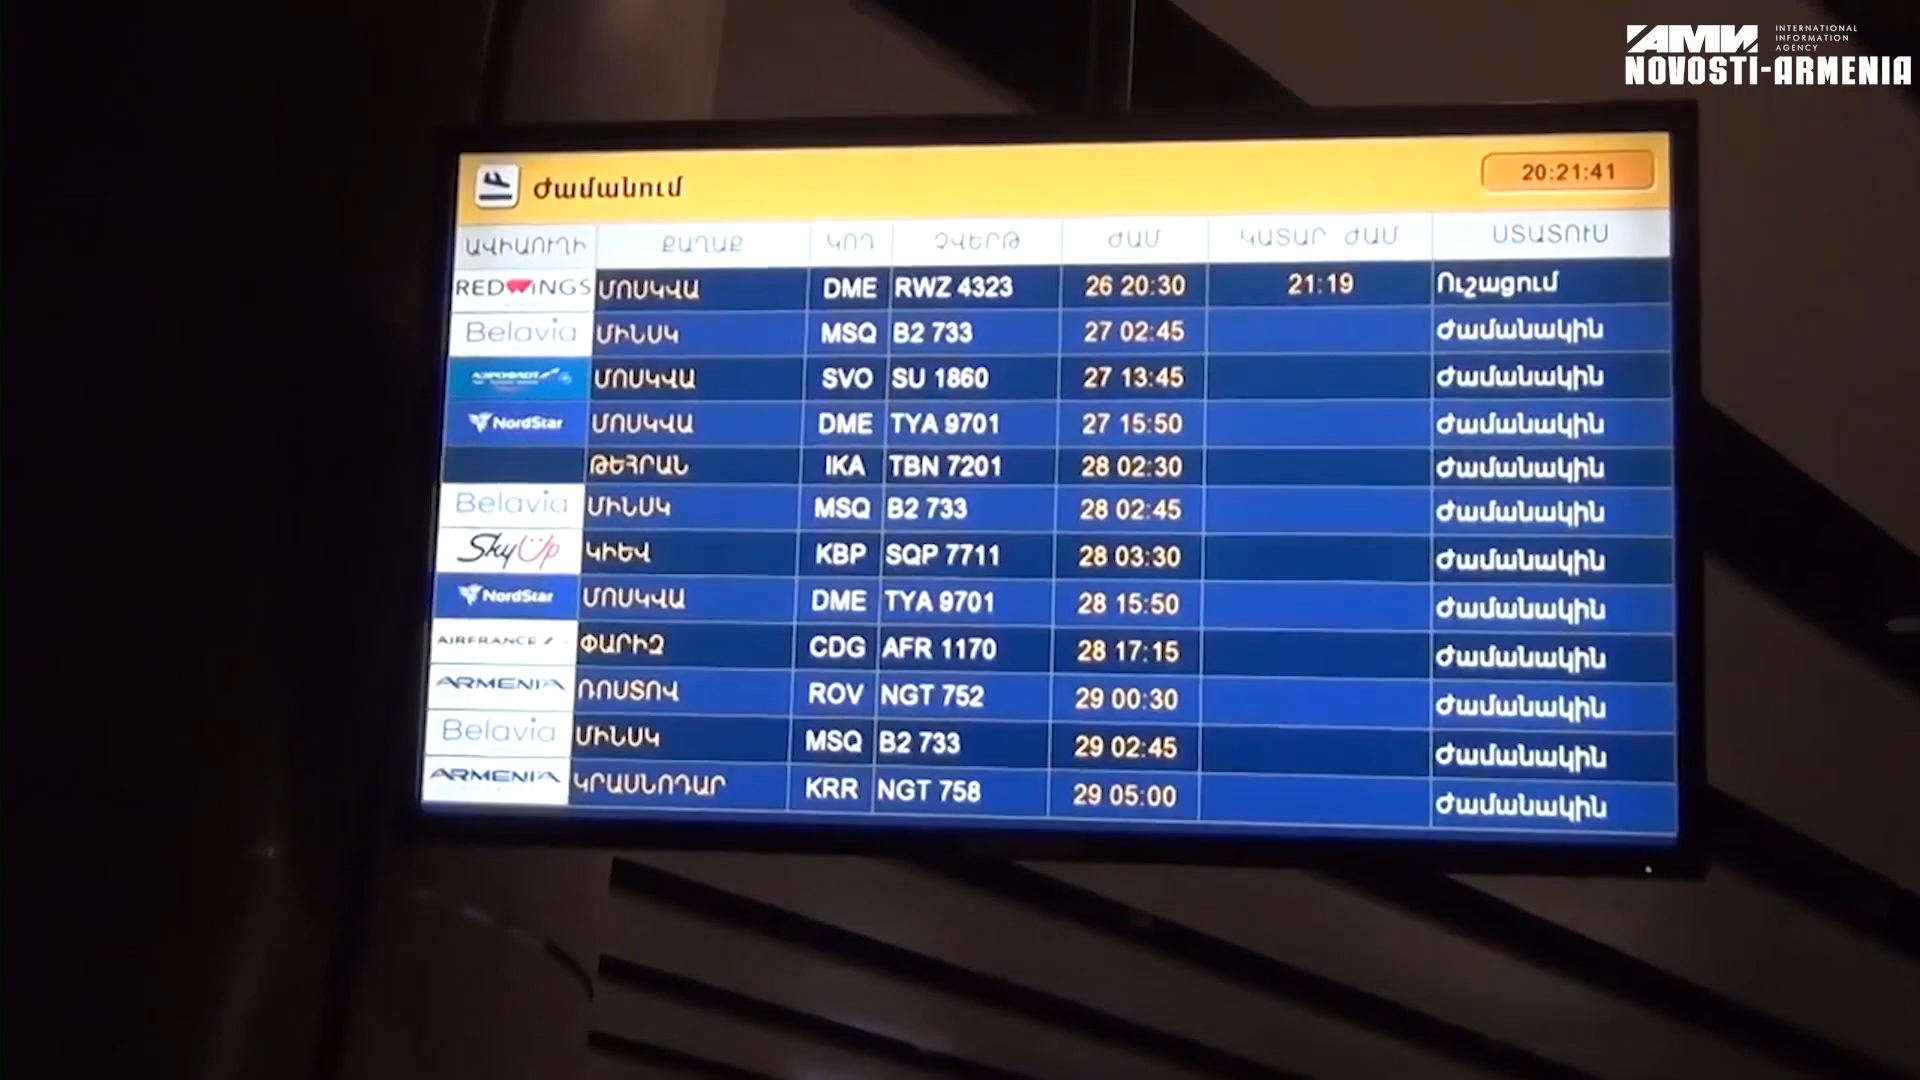 АМИ INTERNATIONAL INFORMATION AGENCY
NOVOSTI-ARMENIA
Ժամանում 20:21:41
ԱՎԻԱՈՒՂԻ ՔԱՂԱՔ ԿՈԴ ՉՎԵՐԹ ԺԱՄ ԿԱՏԱՐ ԺԱՄ ՍՏԱՏՈՒՍ
REDWINGS ՄՈՍԿՎԱ DME RWZ 4323 26 20:30 21:19 Ուշացում
Belavia ՄԻՆՍԿ MSQ B2 733 27 02:45 Ժամանակին
АЭРОФЛОТ ՄՈՍԿՎԱ SVO SU 1860 27 13:45 Ժամանակին
NordStar ՄՈՍԿՎԱ DME TYA 9701 27 15:50 Ժամանակին
ԹԵՀՐԱՆ IKA TBN 7201 28 02:30 Ժամանակին
Belavia ՄԻՆՍԿ MSQ B2 733 28 02:45 Ժամանակին
SkyUp ԿԻԵՎ KBP SQP 7711 28 03:30 Ժամանակին
NordStar ՄՈՍԿՎԱ DME TYA 9701 28 15:50 Ժամանակին
AIRFRANCE ՓԱՐԻԶ CDG AFR 1170 28 17:15 Ժամանակին
ARMENIA ՌՈՍՏՈՎ ROV NGT 752 29 00:30 Ժամանակին
Belavia ՄԻՆՍԿ MSQ B2 733 29 02:45 Ժամանակին
ARMENIA ԿՐԱՍՆՈԴԱՐ KRR NGT 758 29 05:00 Ժամանակին